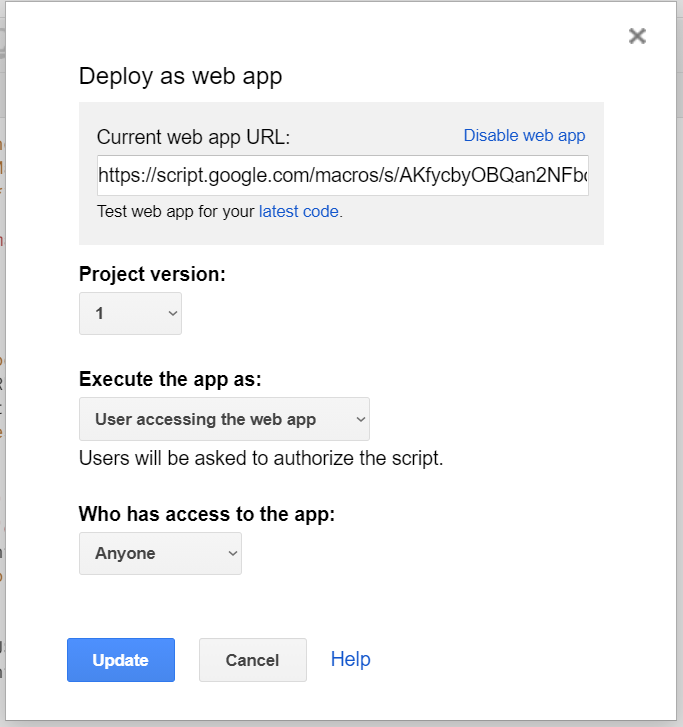 Deploy as web app
Current web app URL:
Disable web app
https://script.google.com/macros/s/AKfycbyOBQan2NFb
Test web app for your latest code.
Project version:
1
Execute the app as:
User accessing the web app
Users will be asked to authorize the script.
Who has access to the app:
Anyone
Update
Cancel
Help